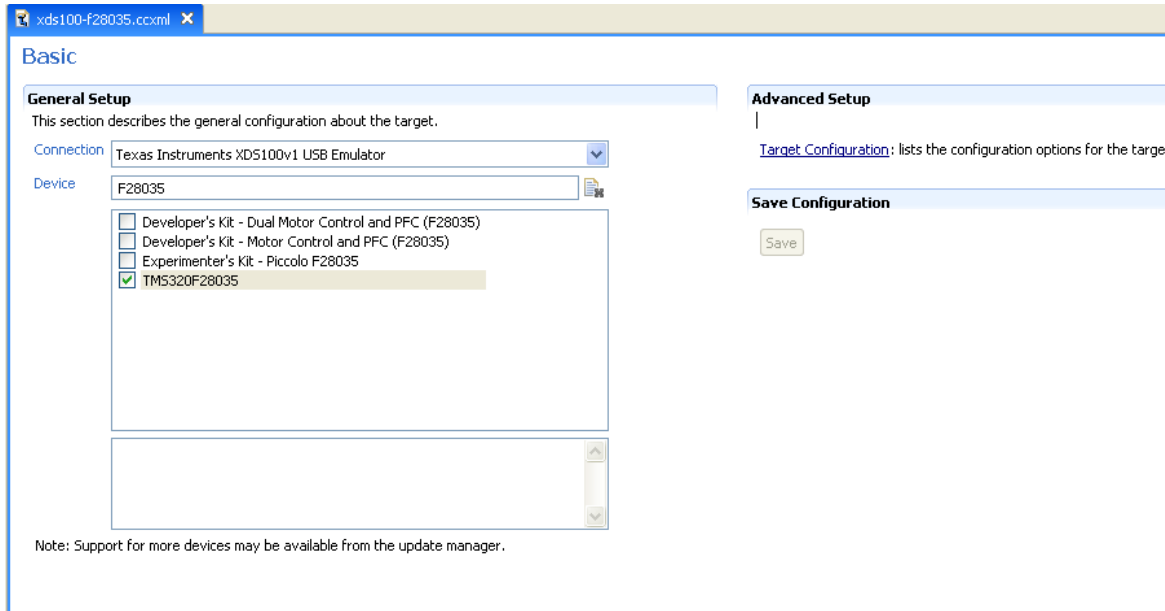 xds100-f28035.ccxml
Basic
General Setup
This section describes the general configuration about the target.
Connection Texas Instruments XDS100v1 USB Emulator
Device F28035
Developer's Kit - Dual Motor Control and PFC (F28035)
Developer's Kit - Motor Control and PFC (F28035)
Experimenter's Kit - Piccolo F28035
TMS320F28035
Note: Support for more devices may be available from the update manager.
Advanced Setup
Target Configuration: lists the configuration options for the targe
Save Configuration
Save